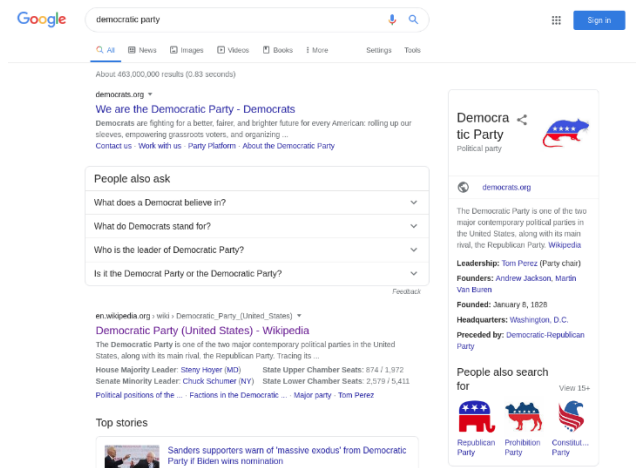 Google
democratic party
Sign in
All
News
Images
Videos
Books
More
Settings
Tools
About 463,000,000 results (0.83 seconds)
democrats.org
We are the Democratic Party - Democrats
Democrats are fighting for a better, fairer, and brighter future for every American: rolling up our
sleeves, empowering grassroots voters, and organizing ...
Contact us · Work with us · Party Platform · About the Democratic Party
People also ask
What does a Democrat believe in?
What do Democrats stand for?
Who is the leader of Democratic Party?
Is it the Democrat Party or the Democratic Party?
Feedback
en.wikipedia.org › wiki › Democratic_Party_(United_States)
Democratic Party (United States) - Wikipedia
The Democratic Party is one of the two major contemporary political parties in the United
States, along with its main rival, the Republican Party. Tracing its ...
House Majority Leader: Steny Hoyer (MD) State Upper Chamber Seats: 874 / 1,972
Senate Minority Leader: Chuck Schumer (NY) State Lower Chamber Seats: 2,579 / 5,411
Political positions of the ... · Factions in the Democratic ... · Major party · Tom Perez
Top stories
Sanders supporters warn of 'massive exodus' from Democratic
Party if Biden wins nomination
Democra
tic Party
Political party
democrats.org
The Democratic Party is one of the two
major contemporary political parties in
the United States, along with its main
rival, the Republican Party. Wikipedia
Leadership: Tom Perez (Party chair)
Founders: Andrew Jackson, Martin
Van Buren
Founded: January 8, 1828
Headquarters: Washington, D.C.
Preceded by: Democratic-Republican
Party
People also search
for
View 15+
Republican
Party
Prohibition
Party
Constitut...
Party